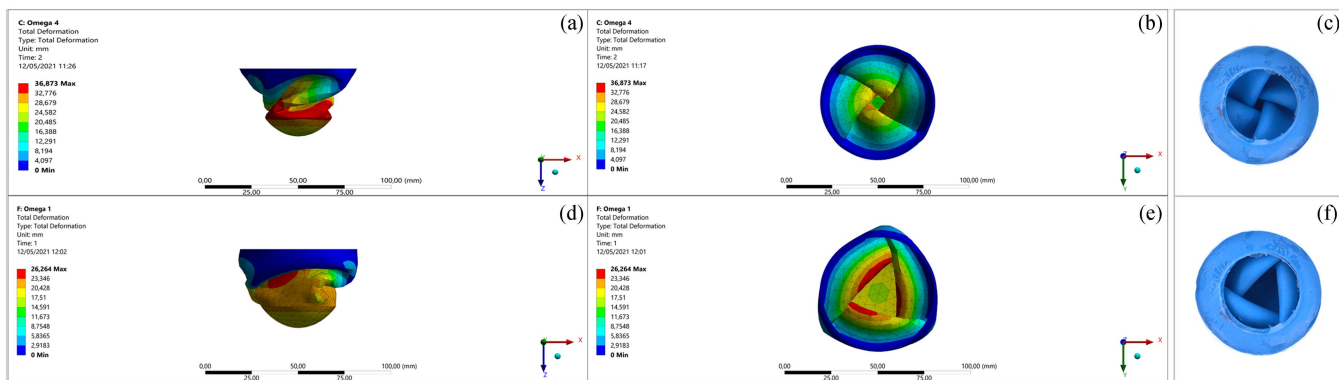 C: Omega 4
Total Deformation
Type: Total Deformation
Unit: mm
Time: 2
12/05/2021 11:26
36,873 Max
32,776
28,679
24,582
20,485
16,388
12,291
8,194
4,097
0 Min
(a)
X
Z
0,00 50,00 100,00 (mm)
25,00 75,00
C: Omega 4
Total Deformation
Type: Total Deformation
Unit: mm
Time: 2
12/05/2021 11:17
36,873 Max
32,776
28,679
24,582
20,485
16,388
12,291
8,194
4,097
0 Min
(b)
Z
X
Y
0,00 50,00 100,00 (mm)
25,00 75,00
(c)
F: Omega 1
Total Deformation
Type: Total Deformation
Unit: mm
Time: 1
12/05/2021 12:02
26,264 Max
23,346
20,428
17,51
14,591
11,673
8,7548
5,8365
2,9183
0 Min
(d)
X
Z
0,00 50,00 100,00 (mm)
25,00 75,00
F: Omega 1
Total Deformation
Type: Total Deformation
Unit: mm
Time: 1
12/05/2021 12:01
26,264 Max
23,346
20,428
17,51
14,591
11,673
8,7548
5,8365
2,9183
0 Min
(e)
Z
X
Y
0,00 50,00 100,00 (mm)
25,00 75,00
(f)